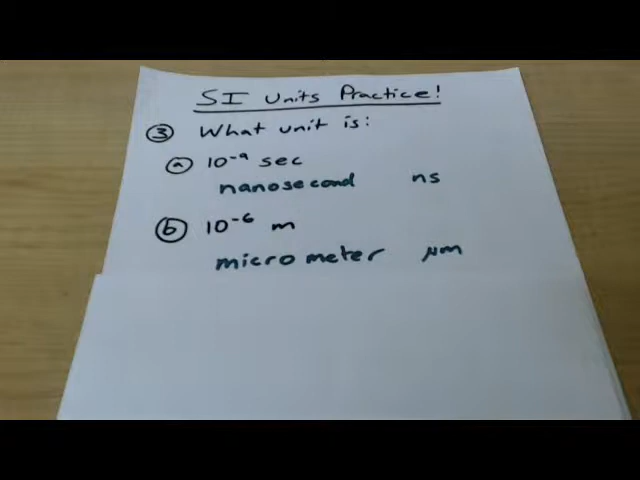 SI Units Practice!
③ What unit is:
ⓐ 10⁻⁹ sec
nanosecond ns
ⓑ 10⁻⁶ m
micrometer μm